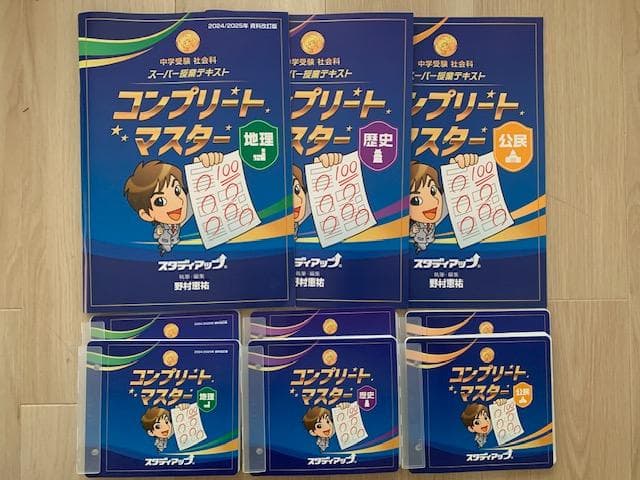 2024/2025年 資料改訂版
中学受験 社会科
スーパー授業テキスト
コンプリート
マスター
地理
100
スタディアップ
執筆・編集
野村恵祐
中学受験 社会科
スーパー授業テキスト
コンプリート
マスター
歴史
100
スタディアップ
執筆・編集
野村恵祐
中学受験 社会科
スーパー授業テキスト
コンプリート
マスター
公民
100
スタディアップ
執筆・編集
野村恵祐
コンプリート
マスター
地理
スタディアップ
コンプリート
マスター
歴史
スタディアップ
コンプリート
マスター
公民
スタディアップ